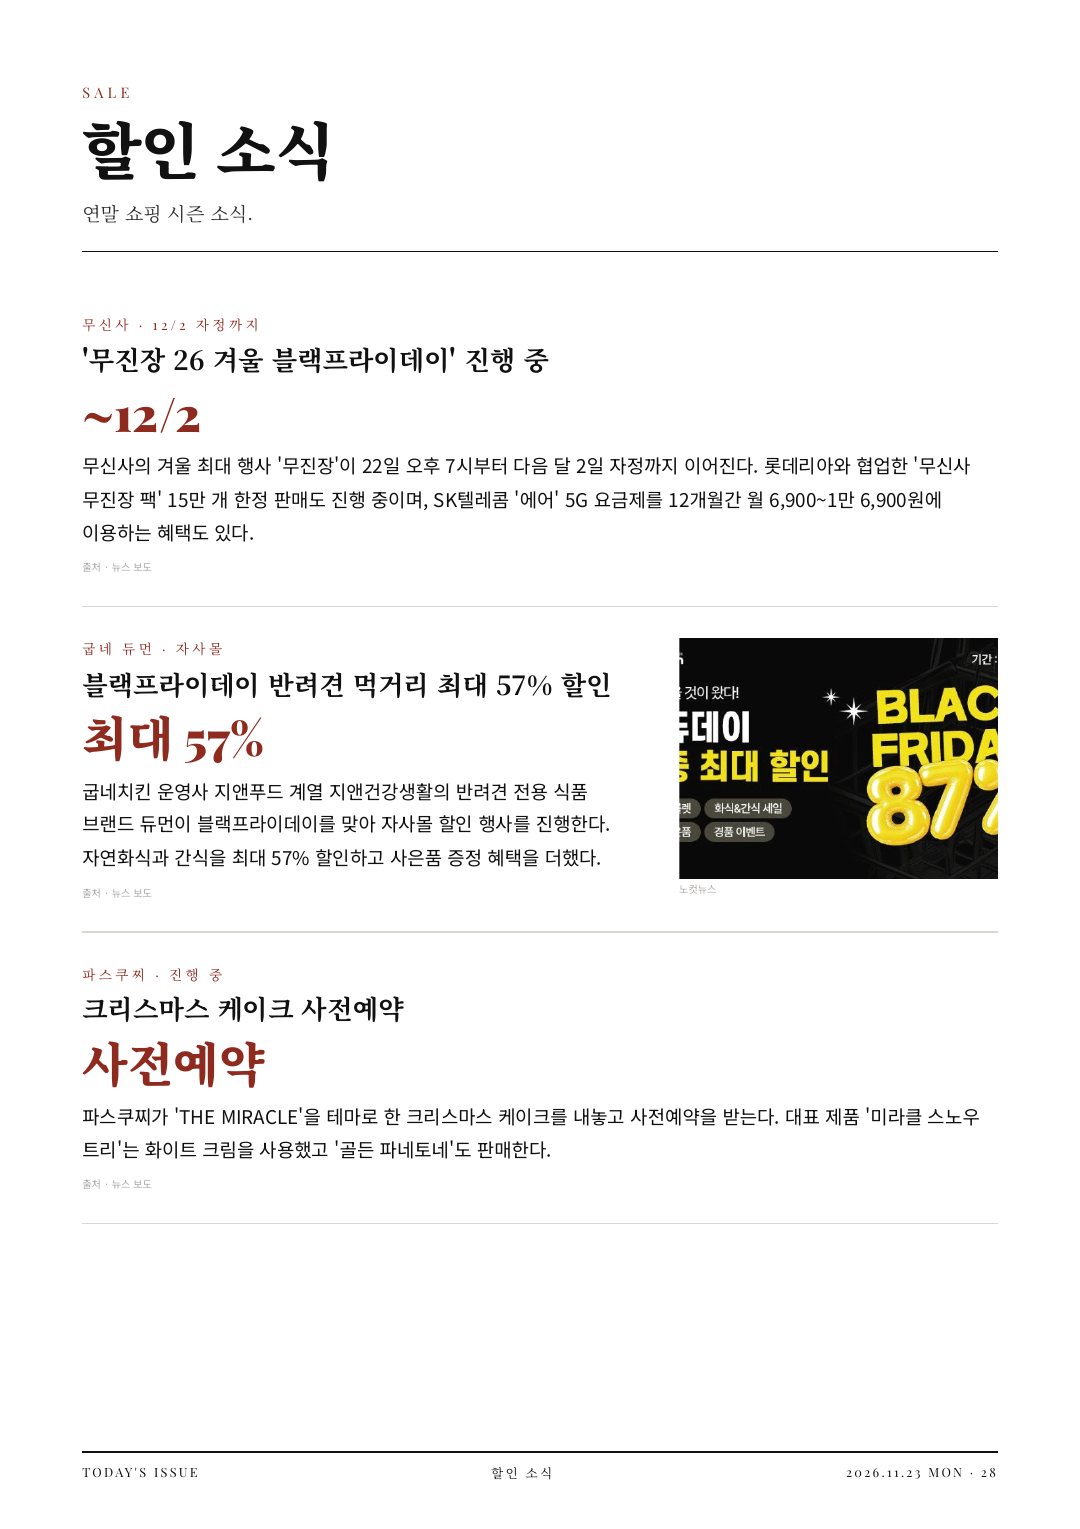 SALE
할인 소식
연말 쇼핑 시즌 소식.
무신사 · 12/2 자정까지
'무진장 26 겨울 블랙프라이데이' 진행 중
~12/2
무신사의 겨울 최대 행사 '무진장'이 22일 오후 7시부터 다음 달 2일 자정까지 이어진다. 롯데리아와 협업한 '무신사
무진장 팩' 15만 개 한정 판매도 진행 중이며, SK텔레콤 '에어' 5G 요금제를 12개월간 월 6,900~1만 6,900원에
이용하는 혜택도 있다.
출처 · 뉴스 보도
굽네 듀먼 · 자사몰
블랙프라이데이 반려견 먹거리 최대 57% 할인
최대 57%
굽네치킨 운영사 지앤푸드 계열 지앤건강생활의 반려견 전용 식품
브랜드 듀먼이 블랙프라이데이를 맞아 자사몰 할인 행사를 진행한다.
자연화식과 간식을 최대 57% 할인하고 사은품 증정 혜택을 더했다.
출처 · 뉴스 보도
기간 :
것이 왔다!
데이
최대 할인
화식&간식 세일
경품 이벤트
BLAC
FRIDA
87%
노컷뉴스
파스쿠찌 · 진행 중
크리스마스 케이크 사전예약
사전예약
파스쿠찌가 'THE MIRACLE'을 테마로 한 크리스마스 케이크를 내놓고 사전예약을 받는다. 대표 제품 '미라클 스노우
트리'는 화이트 크림을 사용했고 '골든 파네토네'도 판매한다.
출처 · 뉴스 보도
TODAY'S ISSUE
할인 소식
2026.11.23 MON · 28